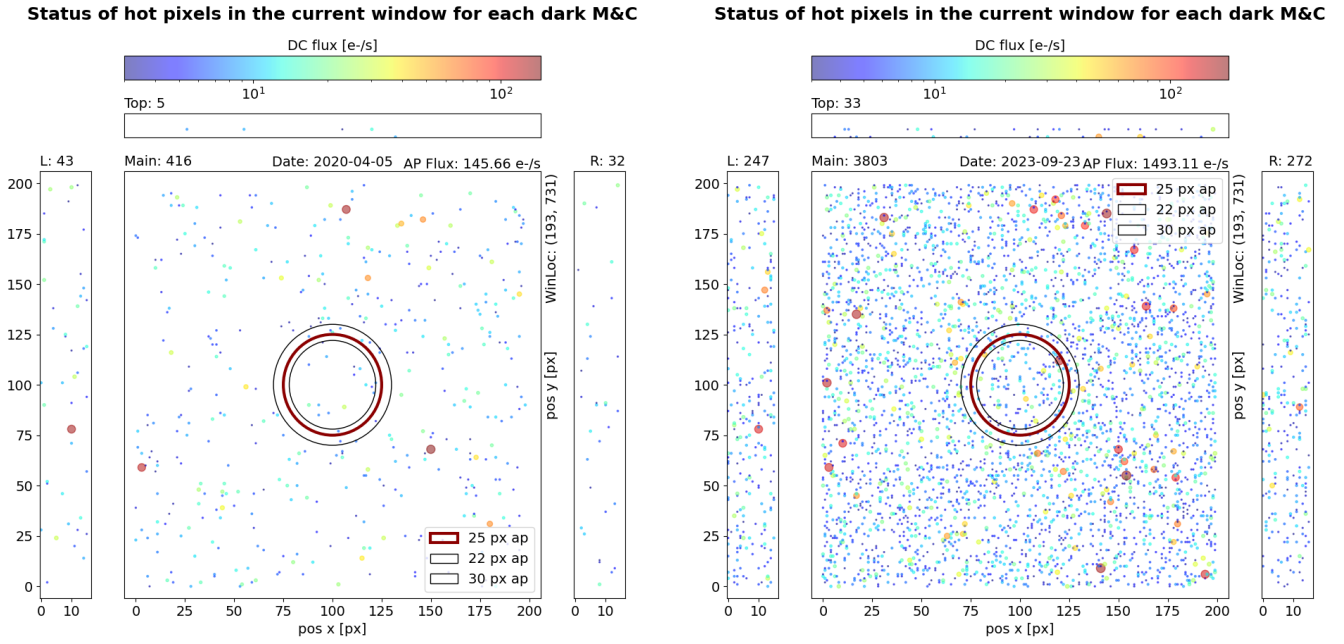 Status of hot pixels in the current window for each dark M&C
DC flux [e-/s]
10¹ 10²
Top: 5
L: 43 Main: 416 Date: 2020-04-05 AP Flux: 145.66 e-/s R: 32
200
175
150
125
100
75
50
25
0
WinLoc: (193, 731)
pos y [px]
25 px ap
22 px ap
30 px ap
0 10 0 25 50 75 100 125 150 175 200 0 10
pos x [px]
Status of hot pixels in the current window for each dark M&C
DC flux [e-/s]
10¹ 10²
Top: 33
L: 247 Main: 3803 Date: 2023-09-23 AP Flux: 1493.11 e-/s R: 272
25 px ap
22 px ap
30 px ap
200
175
150
125
100
75
50
25
0
WinLoc: (193, 731)
pos y [px]
0 10 0 25 50 75 100 125 150 175 200 0 10
pos x [px]